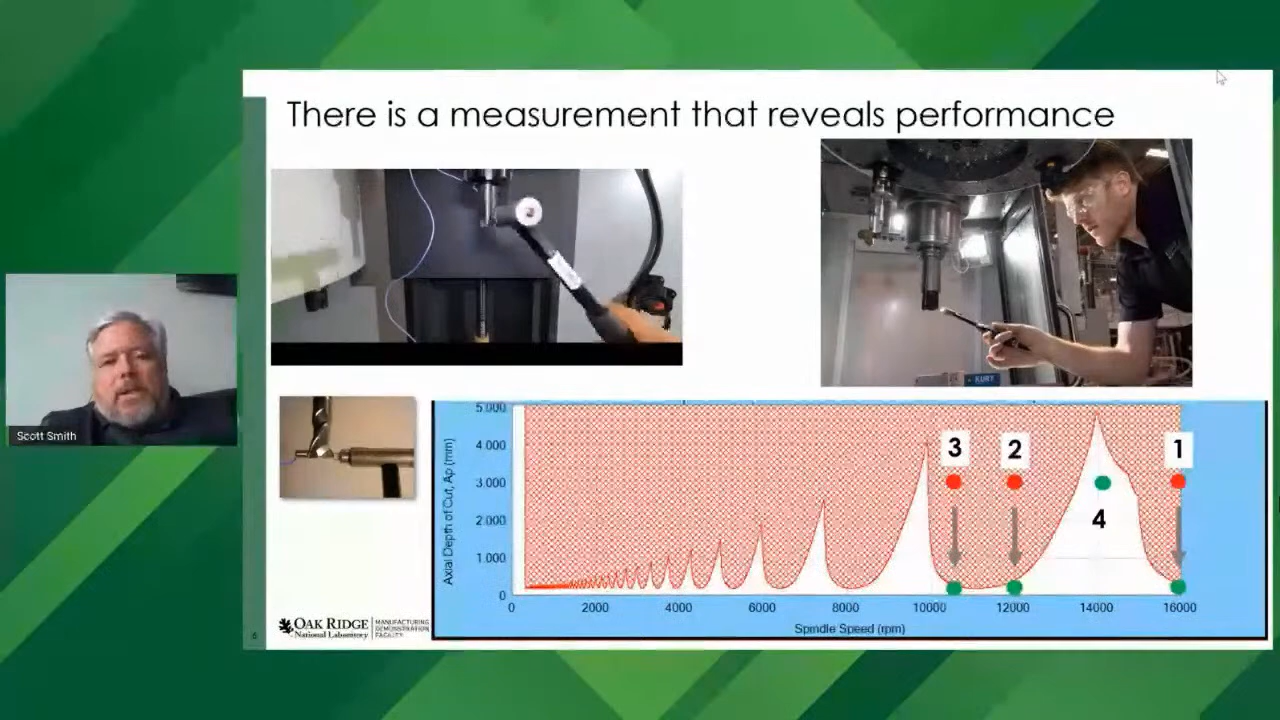 There is a measurement that reveals performance
KURT
Scott Smith
Axial Depth of Cut, Ap (mm)
5.000
4.000
3.000
2.000
1.000
0
3
2
1
4
0
2000
4000
6000
8000
10000
12000
14000
16000
Spindle Speed (rpm)
OAK RIDGE
National Laboratory
MANUFACTURING
DEMONSTRATION
FACILITY
6